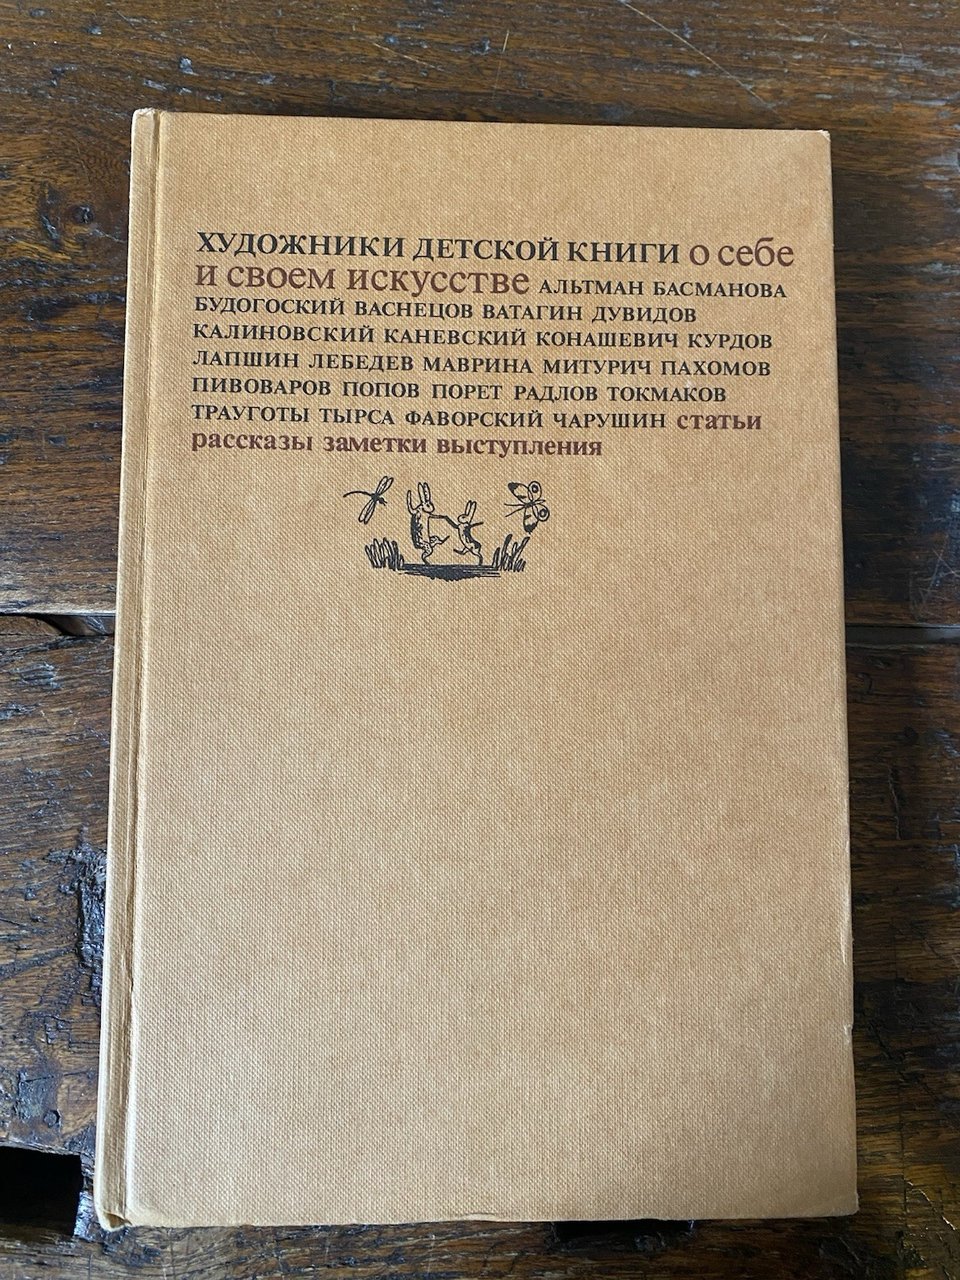 ХУДОЖНИКИ ДЕТСКОЙ КНИГИ о себе
и своем искусстве АЛЬТМАН БАСМАНОВА
БУДОГОСКИЙ ВАСНЕЦОВ ВАТАГИН ДУВИДОВ
КАЛИНОВСКИЙ КАНЕВСКИЙ КОНАШЕВИЧ КУРДОВ
ЛАПШИН ЛЕБЕДЕВ МАВРИНА МИТУРИЧ ПАХОМОВ
ПИВОВАРОВ ПОПОВ ПОРЕТ РАДЛОВ ТОКМАКОВ
ТРАУГОТЫ ТЫРСА ФАВОРСКИЙ ЧАРУШИН статьи
рассказы заметки выступления